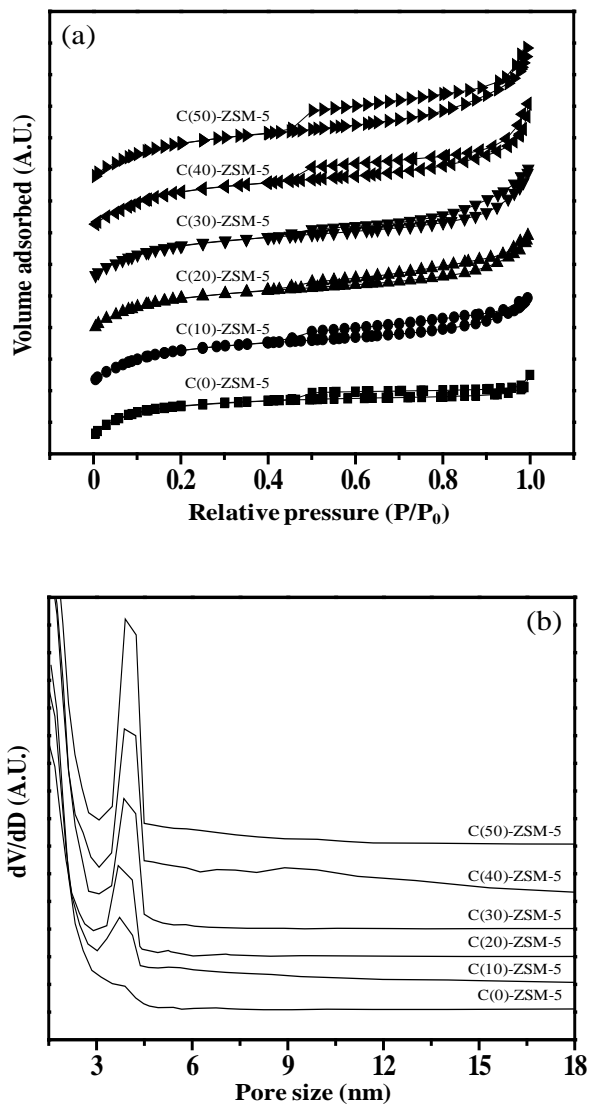 (a)
C(50)-ZSM-5
C(40)-ZSM-5
C(30)-ZSM-5
C(20)-ZSM-5
C(10)-ZSM-5
C(0)-ZSM-5
Volume adsorbed (A.U.)
0 0.2 0.4 0.6 0.8 1.0
Relative pressure (P/P₀)
(b)
C(50)-ZSM-5
C(40)-ZSM-5
C(30)-ZSM-5
C(20)-ZSM-5
C(10)-ZSM-5
C(0)-ZSM-5
dV/dD (A.U.)
3 6 9 12 15 18
Pore size (nm)